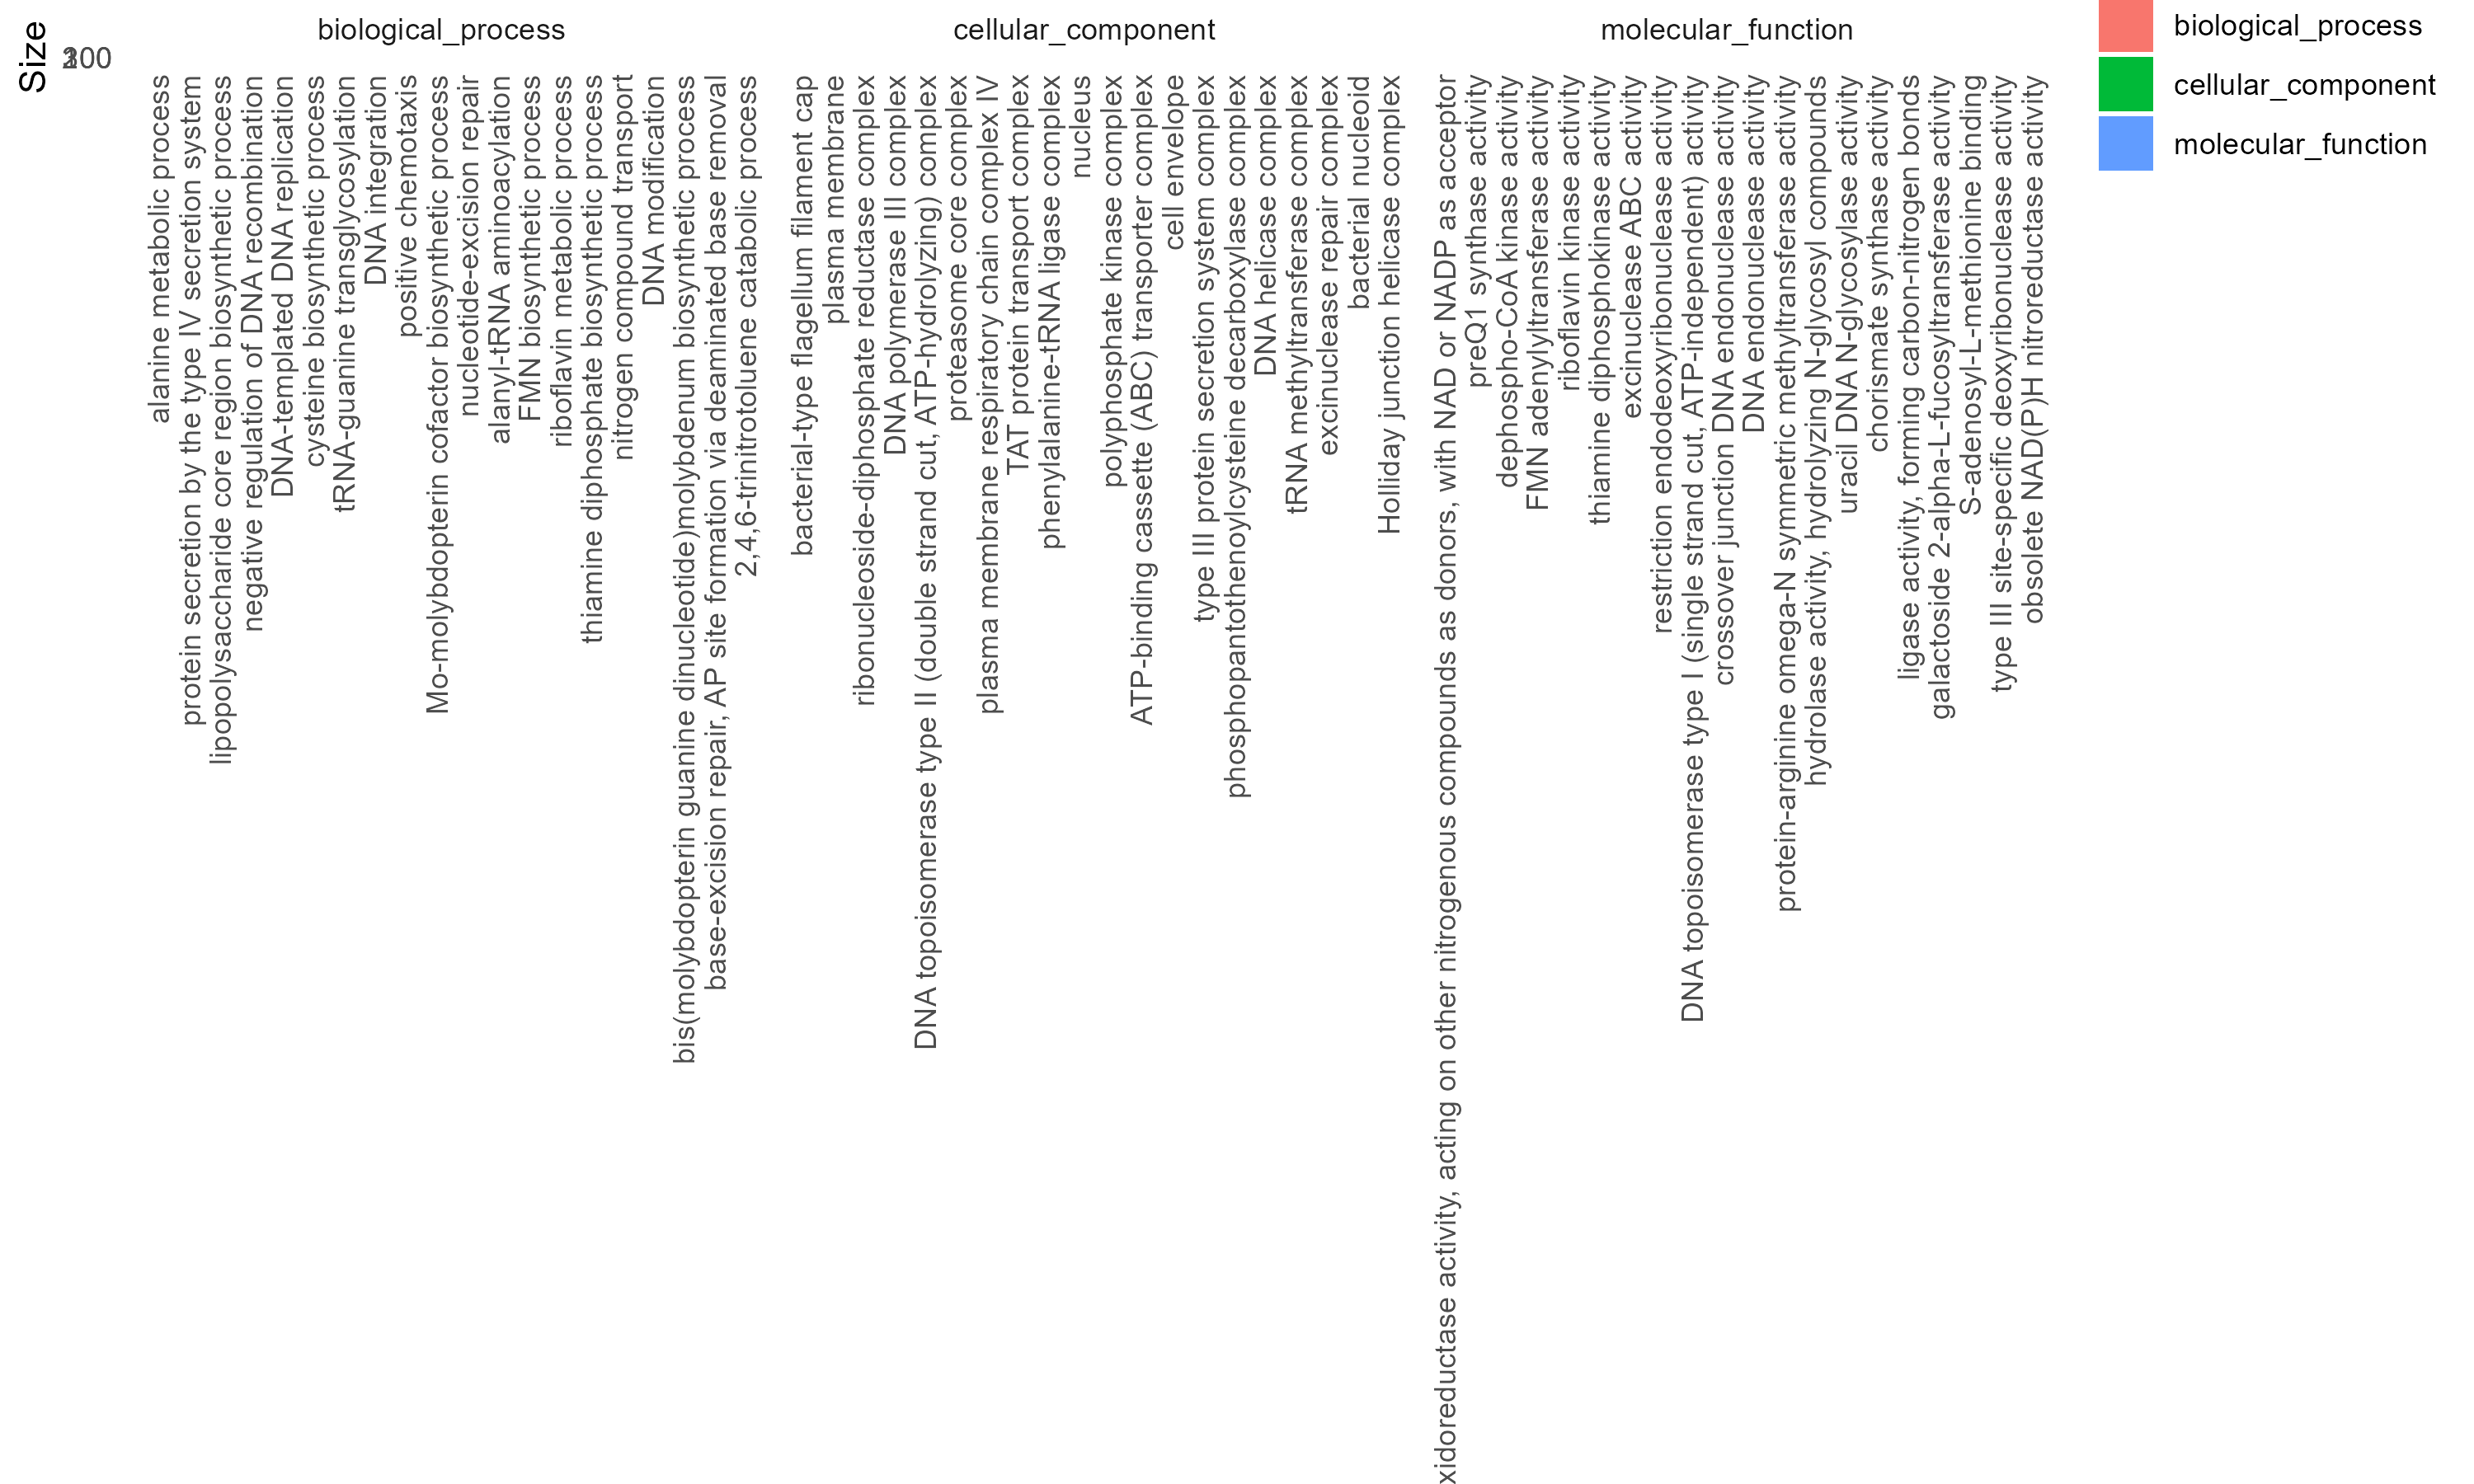 biological_process
cellular_component
molecular_function
Size
biological_process
cellular_component
molecular_function
alanine metabolic process
protein secretion by the type IV secretion system
lipopolysaccharide core region biosynthetic process
negative regulation of DNA recombination
DNA-templated DNA replication
cysteine biosynthetic process
tRNA-guanine transglycosylation
DNA integration
positive chemotaxis
Mo-molybdopterin cofactor biosynthetic process
nucleotide-excision repair
alanyl-tRNA aminoacylation
FMN biosynthetic process
riboflavin metabolic process
thiamine diphosphate biosynthetic process
nitrogen compound transport
DNA modification
bis(molybdopterin guanine dinucleotide)molybdenum biosynthetic process
base-excision repair, AP site formation via deaminated base removal
2,4,6-trinitrotoluene catabolic process
bacterial-type flagellum filament cap
plasma membrane
ribonucleoside-diphosphate reductase complex
DNA polymerase III complex
DNA topoisomerase type II (double strand cut, ATP-hydrolyzing) complex
proteasome core complex
plasma membrane respiratory chain complex IV
TAT protein transport complex
phenylalanine-tRNA ligase complex
nucleus
polyphosphate kinase complex
ATP-binding cassette (ABC) transporter complex
cell envelope
type III protein secretion system complex
phosphopantothenoylcysteine decarboxylase complex
DNA helicase complex
tRNA methyltransferase complex
excinuclease repair complex
bacterial nucleoid
Holliday junction helicase complex
xidoreductase activity, acting on other nitrogenous compounds as donors, with NAD or NADP as acceptor
preQ1 synthase activity
dephospho-CoA kinase activity
FMN adenylyltransferase activity
riboflavin kinase activity
thiamine diphosphokinase activity
excinuclease ABC activity
restriction endodeoxyribonuclease activity
DNA topoisomerase type I (single strand cut, ATP-independent) activity
crossover junction DNA endonuclease activity
DNA endonuclease activity
protein-arginine omega-N symmetric methyltransferase activity
hydrolase activity, hydrolyzing N-glycosyl compounds
uracil DNA N-glycosylase activity
chorismate synthase activity
ligase activity, forming carbon-nitrogen bonds
galactoside 2-alpha-L-fucosyltransferase activity
S-adenosyl-L-methionine binding
type III site-specific deoxyribonuclease activity
obsolete NAD(P)H nitroreductase activity